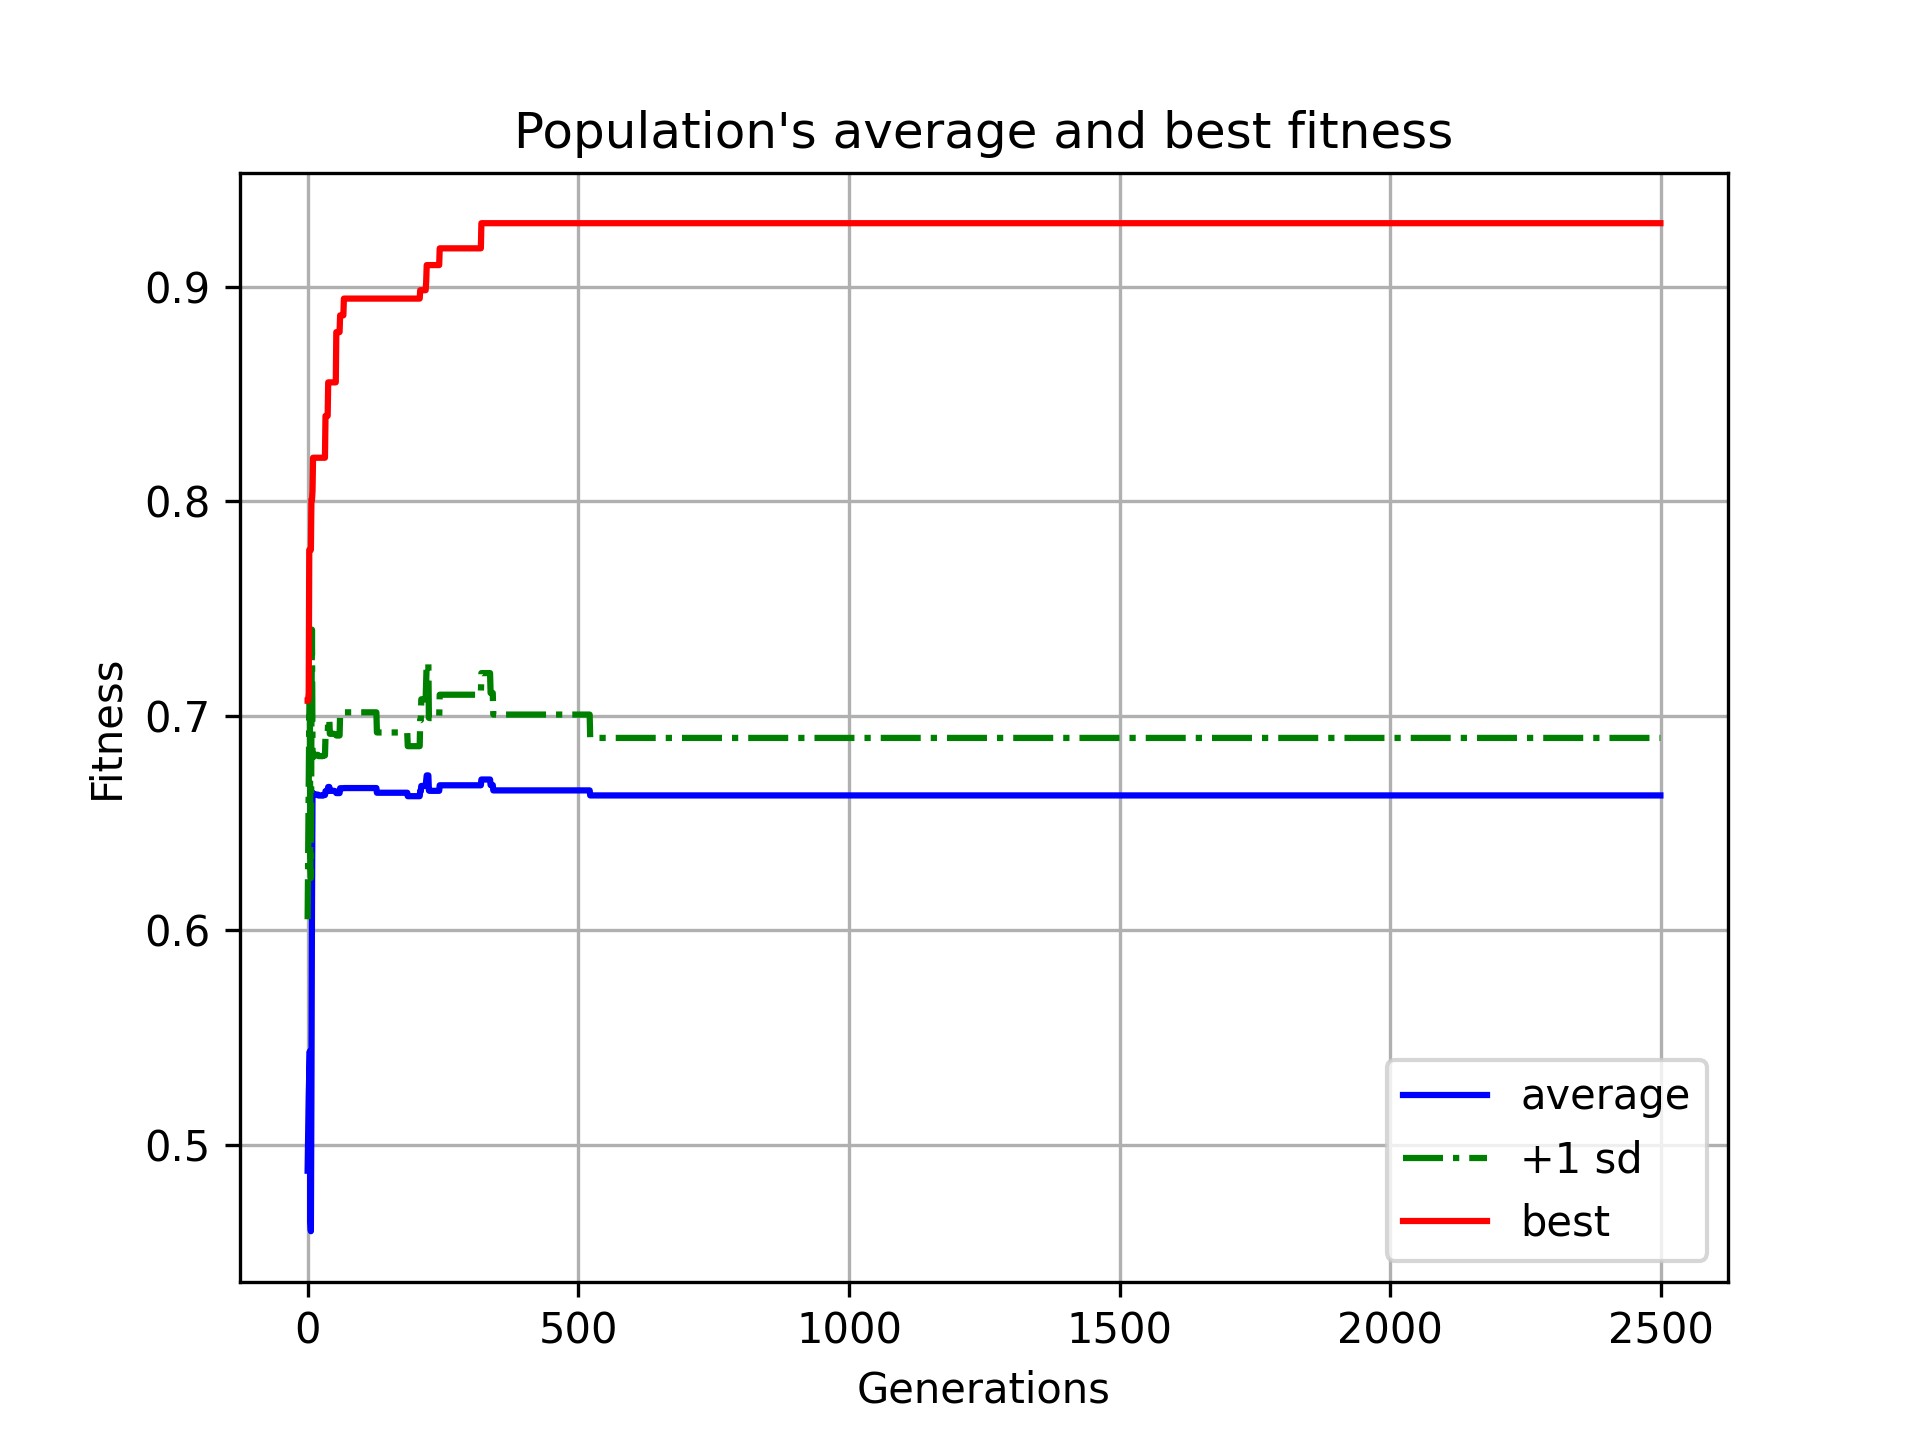 Population's average and best fitness
Fitness
0.9
0.8
0.7
0.6
0.5
0 500 1000 1500 2000 2500
Generations
average
+1 sd
best